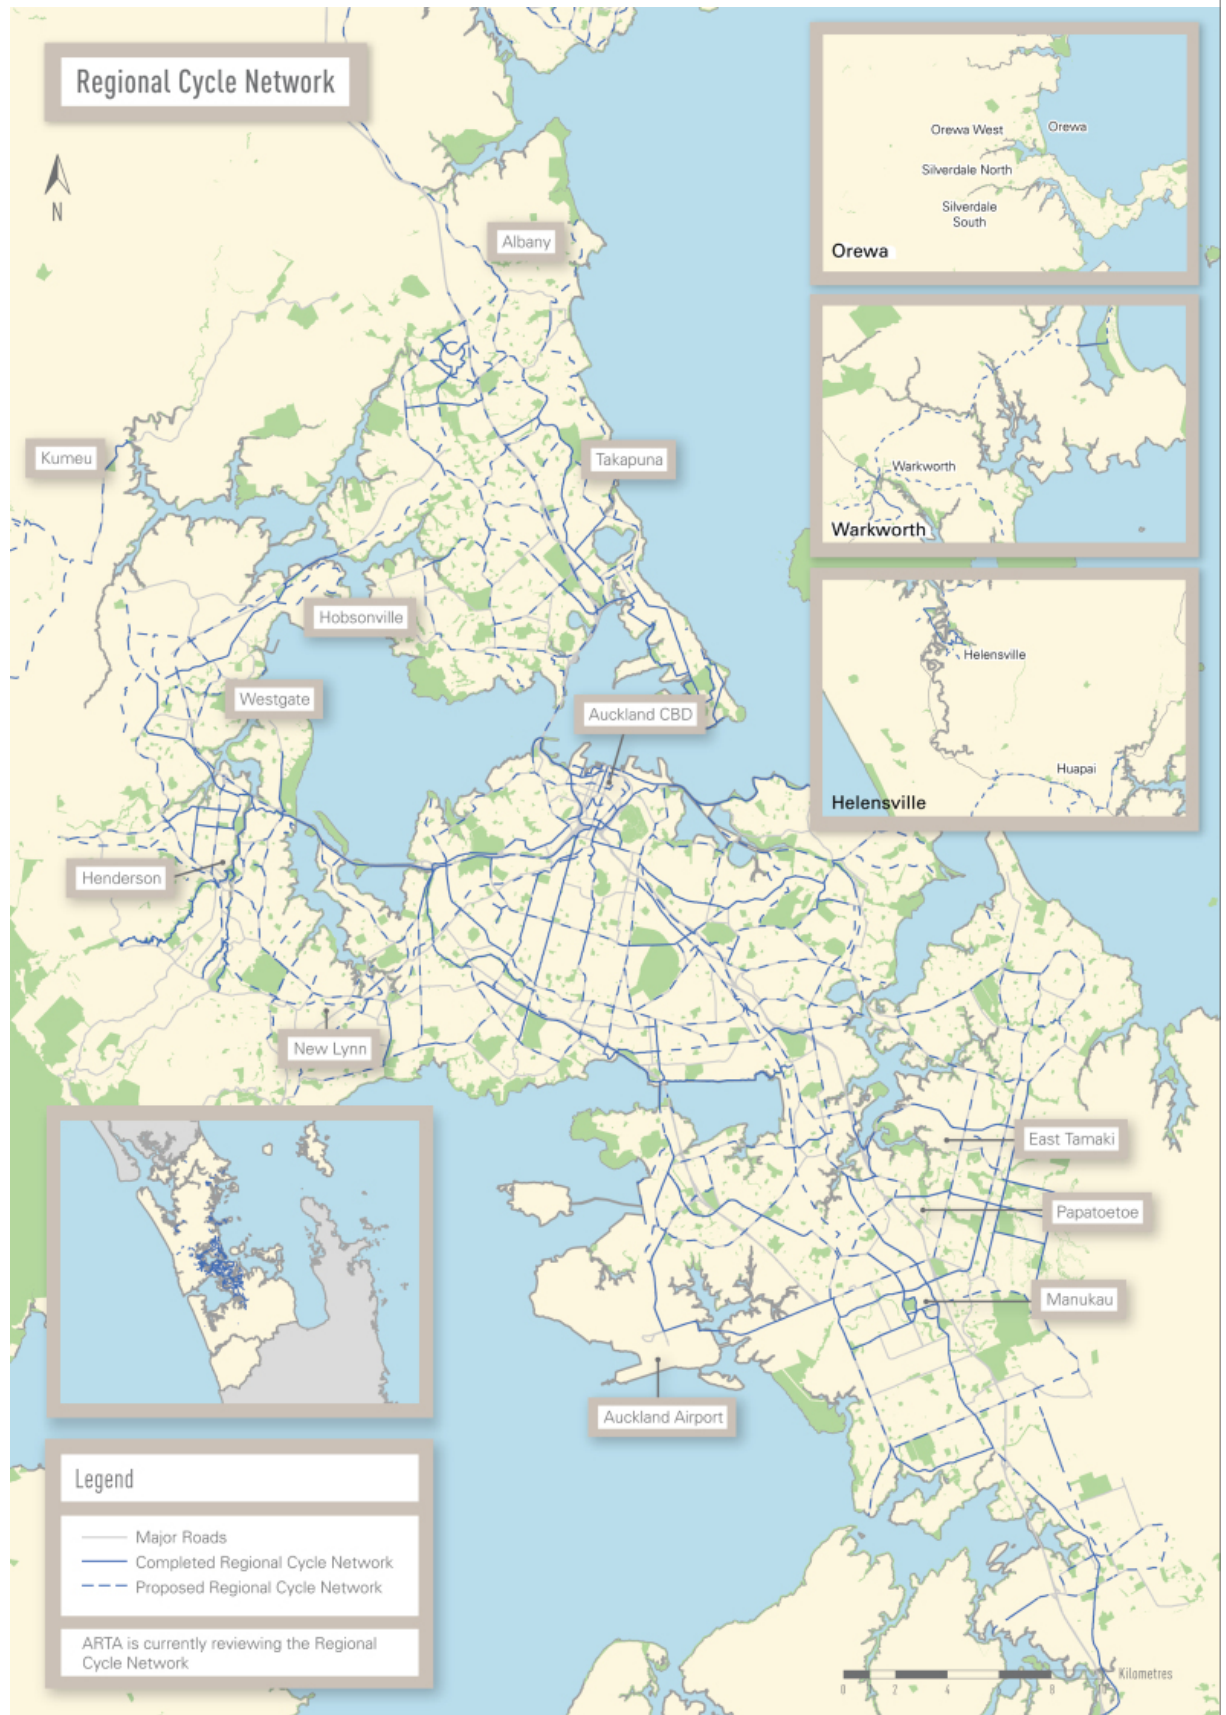 Regional Cycle Network
N
Albany
Kumeu
Takapuna
Hobsonville
Westgate
Auckland CBD
Henderson
New Lynn
East Tamaki
Papatoetoe
Manukau
Auckland Airport
Orewa West
Orewa
Silverdale North
Silverdale
South
Orewa
Warkworth
Warkworth
Helensville
Huapai
Helensville
Legend
Major Roads
Completed Regional Cycle Network
Proposed Regional Cycle Network
ARTA is currently reviewing the Regional
Cycle Network
Kilometres
0 2 4 8